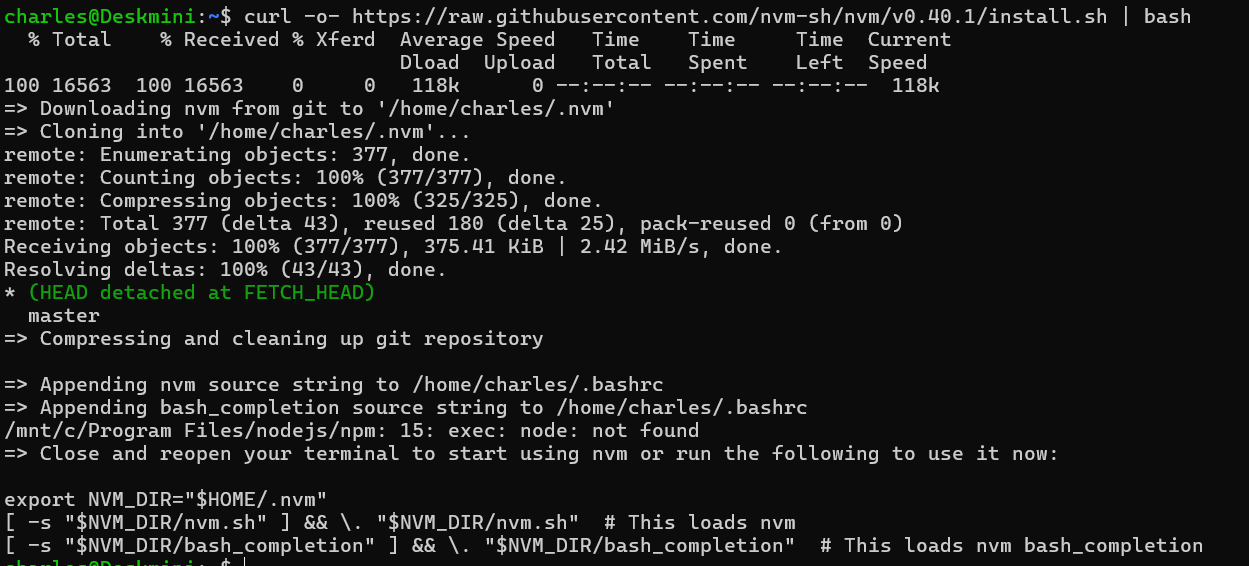 charles@Deskmini:~$ curl -o- https://raw.githubusercontent.com/nvm-sh/nvm/v0.40.1/install.sh | bash
  % Total    % Received % Xferd  Average Speed   Time    Time     Time  Current
                                 Dload  Upload   Total   Spent    Left  Speed
100 16563  100 16563    0     0   118k      0 --:--:-- --:--:-- --:--:--  118k
=> Downloading nvm from git to '/home/charles/.nvm'
=> Cloning into '/home/charles/.nvm'...
remote: Enumerating objects: 377, done.
remote: Counting objects: 100% (377/377), done.
remote: Compressing objects: 100% (325/325), done.
remote: Total 377 (delta 43), reused 180 (delta 25), pack-reused 0 (from 0)
Receiving objects: 100% (377/377), 375.41 KiB | 2.42 MiB/s, done.
Resolving deltas: 100% (43/43), done.
* (HEAD detached at FETCH_HEAD)
  master
=> Compressing and cleaning up git repository

=> Appending nvm source string to /home/charles/.bashrc
=> Appending bash_completion source string to /home/charles/.bashrc
/mnt/c/Program Files/nodejs/npm: 15: exec: node: not found
=> Close and reopen your terminal to start using nvm or run the following to use it now:

export NVM_DIR="$HOME/.nvm"
[ -s "$NVM_DIR/nvm.sh" ] && \. "$NVM_DIR/nvm.sh"  # This loads nvm
[ -s "$NVM_DIR/bash_completion" ] && \. "$NVM_DIR/bash_completion"  # This loads nvm bash_completion
charles@Deskmini:~$